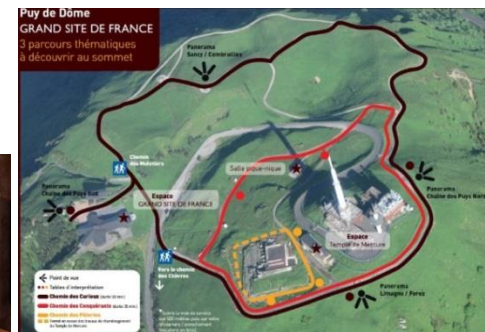 Puy de Dôme
GRAND SITE DE FRANCE
3 parcours thématiques
à découvrir au sommet
Panorama
Sancy / Combrailles
Chemin
des Muletiers
Salle pique-nique
Panorama
Chaîne des Puys Sud
Espace
GRAND SITE DE FRANCE
Panorama
Chaîne des Puys Nord
Espace
Temple de Mercure
Vers le chemin
des Chèvres
Panorama
Limagne / Forez
Point de vue
Tables d'interprétation
Chemin des Curieux
Chemin des Conquérants
Chemin des Pèlerins